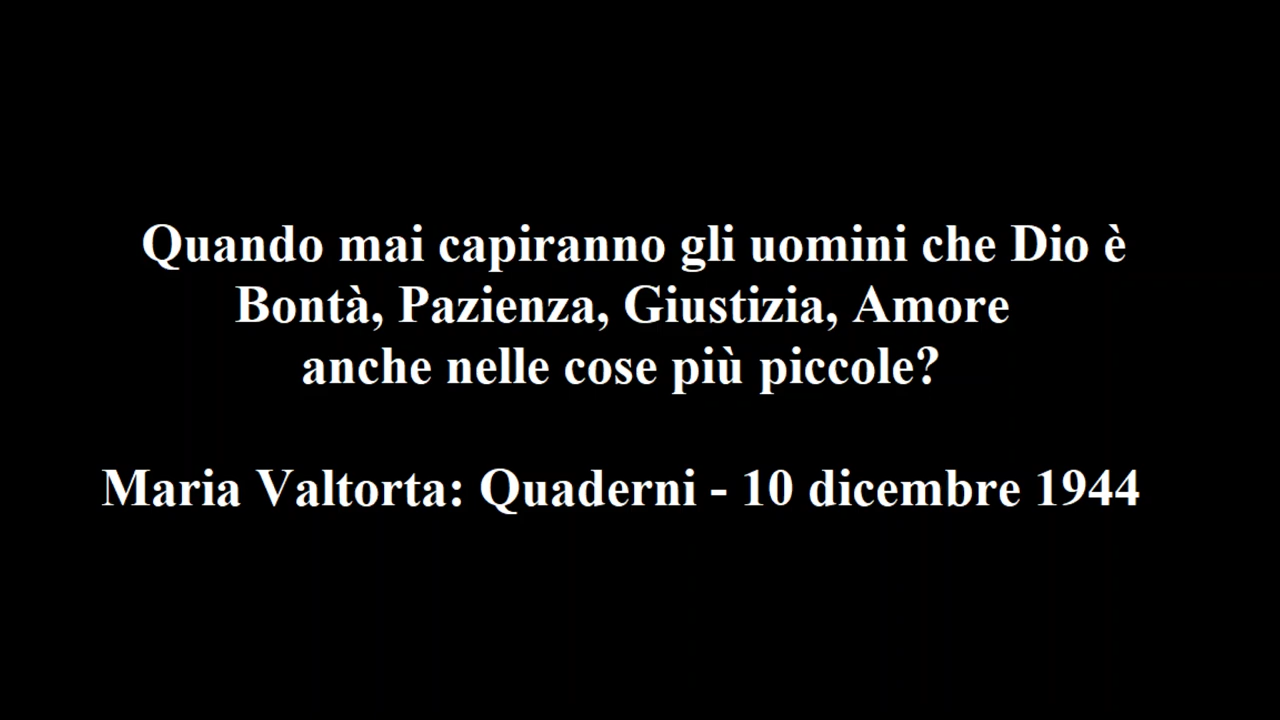 Quando mai capiranno gli uomini che Dio è
Bontà, Pazienza, Giustizia, Amore
anche nelle cose più piccole?
Maria Valtorta: Quaderni - 10 dicembre 1944